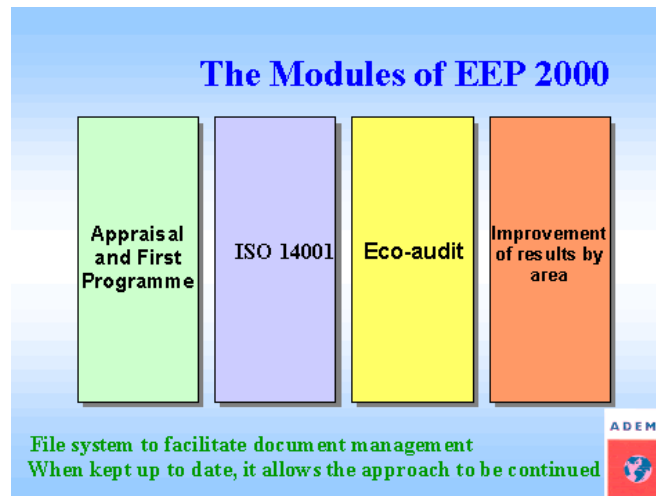 The Modules of EEP 2000
Appraisal
and First
Programme
ISO 14001
Eco-audit
Improvement
of results by
area
File system to facilitate document management
When kept up to date, it allows the approach to be continued
ADEM